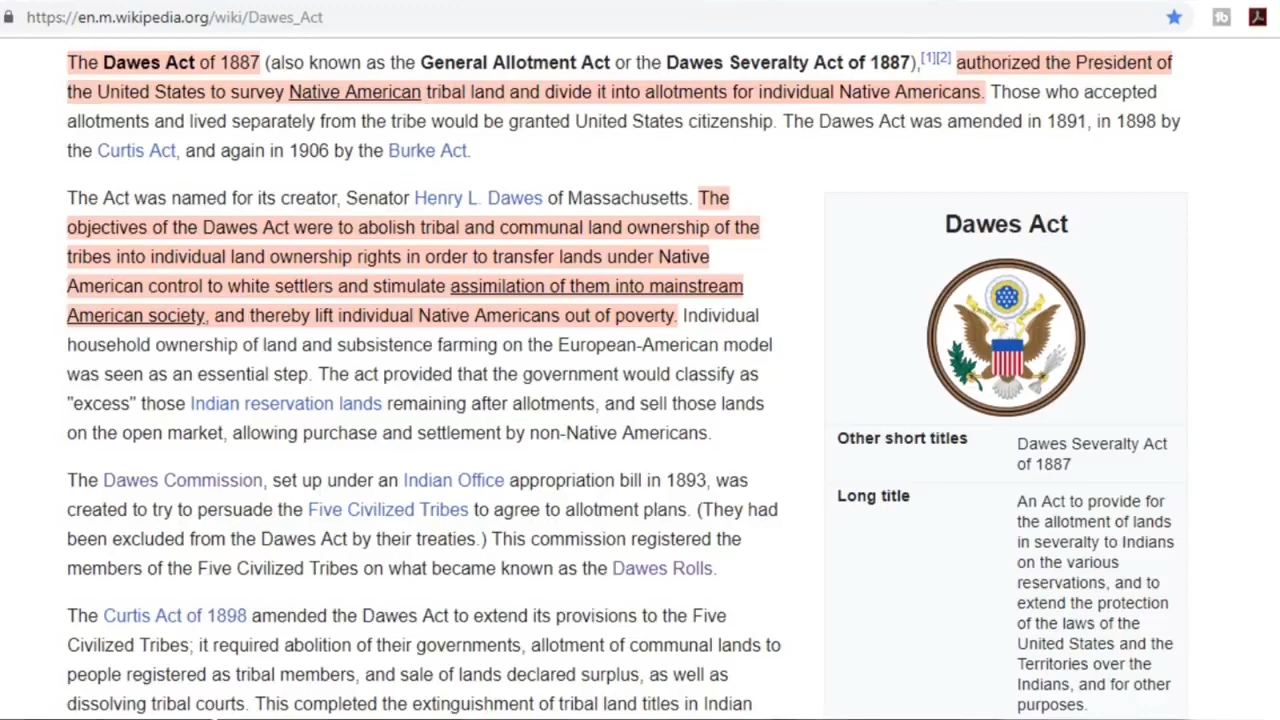 https://en.m.wikipedia.org/wiki/Dawes_Act
The Dawes Act of 1887 (also known as the General Allotment Act or the Dawes Severalty Act of 1887),[1][2] authorized the President of
the United States to survey Native American tribal land and divide it into allotments for individual Native Americans. Those who accepted
allotments and lived separately from the tribe would be granted United States citizenship. The Dawes Act was amended in 1891, in 1898 by
the Curtis Act, and again in 1906 by the Burke Act.
The Act was named for its creator, Senator Henry L. Dawes of Massachusetts. The
objectives of the Dawes Act were to abolish tribal and communal land ownership of the
tribes into individual land ownership rights in order to transfer lands under Native
American control to white settlers and stimulate assimilation of them into mainstream
American society, and thereby lift individual Native Americans out of poverty. Individual
household ownership of land and subsistence farming on the European-American model
was seen as an essential step. The act provided that the government would classify as
"excess" those Indian reservation lands remaining after allotments, and sell those lands
on the open market, allowing purchase and settlement by non-Native Americans.
The Dawes Commission, set up under an Indian Office appropriation bill in 1893, was
created to try to persuade the Five Civilized Tribes to agree to allotment plans. (They had
been excluded from the Dawes Act by their treaties.) This commission registered the
members of the Five Civilized Tribes on what became known as the Dawes Rolls.
The Curtis Act of 1898 amended the Dawes Act to extend its provisions to the Five
Civilized Tribes; it required abolition of their governments, allotment of communal lands to
people registered as tribal members, and sale of lands declared surplus, as well as
dissolving tribal courts. This completed the extinguishment of tribal land titles in Indian
Dawes Act
Other short titles
Dawes Severalty Act
of 1887
Long title
An Act to provide for
the allotment of lands
in severalty to Indians
on the various
reservations, and to
extend the protection
of the laws of the
United States and the
Territories over the
Indians, and for other
purposes.